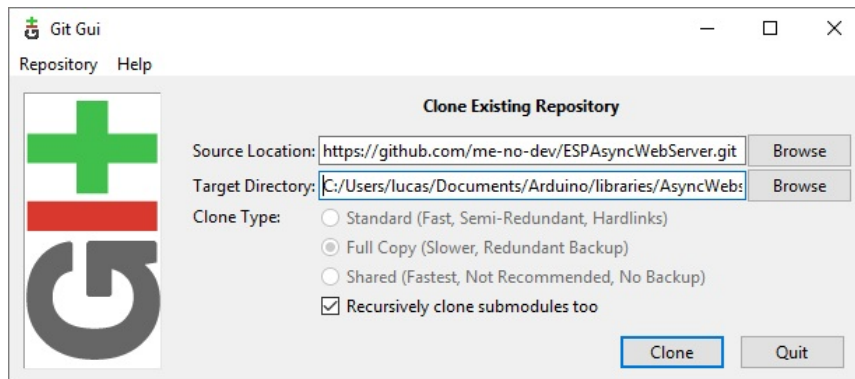 Git Gui
Repository Help
GIT
Clone Existing Repository
Source Location: https://github.com/me-no-dev/ESPAsyncWebServer.git Browse
Target Directory: C:/Users/lucas/Documents/Arduino/libraries/AsyncWebs Browse
Clone Type: Standard (Fast, Semi-Redundant, Hardlinks)
Full Copy (Slower, Redundant Backup)
Shared (Fastest, Not Recommended, No Backup)
Recursively clone submodules too
Clone Quit